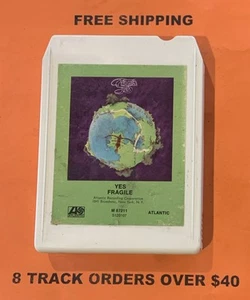 FREE SHIPPING
YES
FRAGILE
ATLANTIC
8 TRACK ORDERS OVER $40